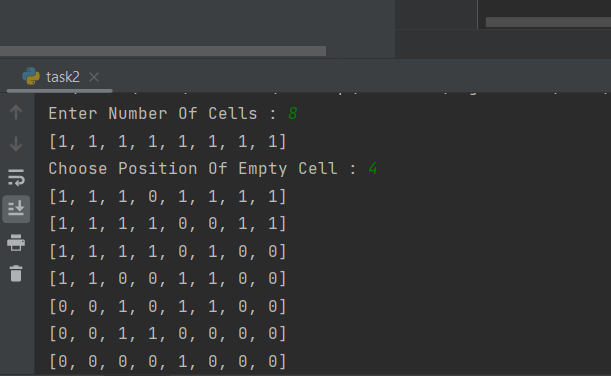 task2
Enter Number Of Cells : 8
[1, 1, 1, 1, 1, 1, 1, 1]
Choose Position Of Empty Cell : 4
[1, 1, 1, 0, 1, 1, 1, 1]
[1, 1, 1, 1, 0, 0, 1, 1]
[1, 1, 1, 1, 0, 1, 0, 0]
[1, 1, 0, 0, 1, 1, 0, 0]
[0, 0, 1, 0, 1, 1, 0, 0]
[0, 0, 1, 1, 0, 0, 0, 0]
[0, 0, 0, 0, 1, 0, 0, 0]